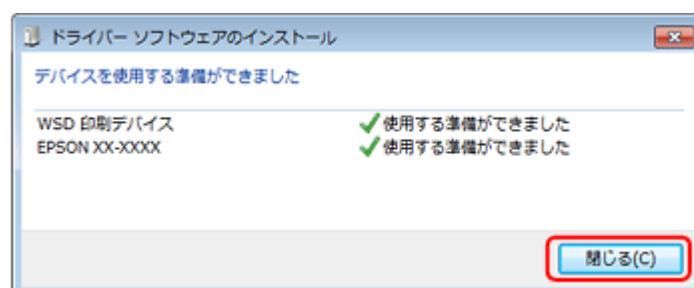 ドライバー ソフトウェアのインストール
デバイスを使用する準備ができました
WSD 印刷デバイス 使用する準備ができました
EPSON XX-XXXX 使用する準備ができました
閉じる(C)